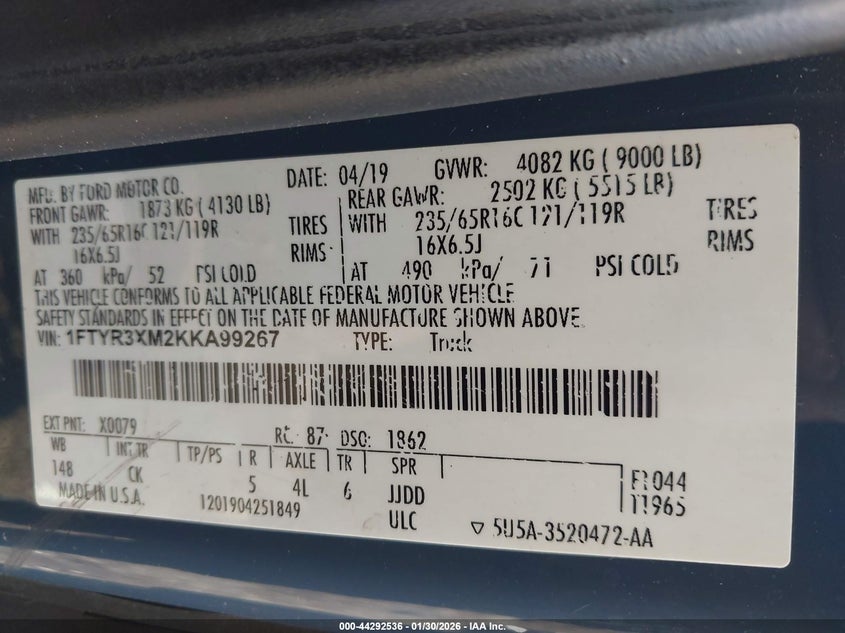 MFD. BY FORD MOTOR CO. DATE: 04/19 GVWR: 4082 KG ( 9000 LB)
FRONT GAWR: 1873 KG ( 4130 LB) REAR GAWR: 2502 KG ( 5515 LB)
WITH 235/65R16C 121/119R TIRES WITH 235/65R16C 121/119R TIRES
16X6.5J RIMS 16X6.5J RIMS
AT 360 kPa/ 52 PSI COLD AT 490 kPa/ 71 PSI COLD
THIS VEHICLE CONFORMS TO ALL APPLICABLE FEDERAL MOTOR VEHICLE
SAFETY STANDARDS IN EFFECT ON THE DATE OF MANUFACTURE SHOWN ABOVE.
VIN: 1FTYR3XM2KKA99267 TYPE: Truck
EXT PNT: X0079 RC: 87 DSO: 1862
WB INT TR TP/PS R AXLE TR SPR
148 CK 5 4L 6 JJDD
F1044
T1965
MADE IN U.S.A. 1201904251849 ULC
▽ 5U5A-3520472-AA
000-44292536 - 01/30/2026 - IAA Inc.